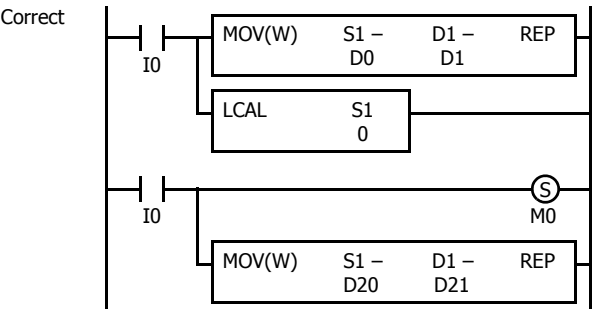 Correct
MOV(W) S1 – D1 – REP
I0 D0 D1
LCAL S1
0
S
I0 M0
MOV(W) S1 – D1 – REP
D20 D21